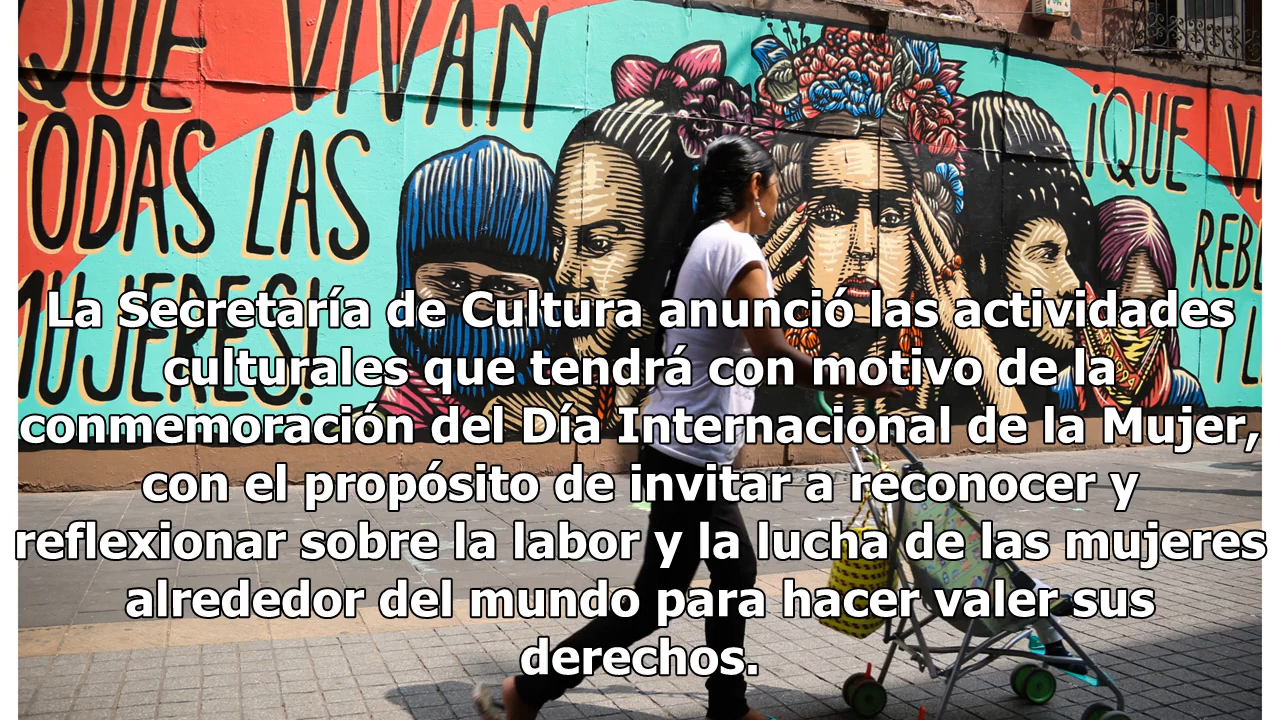 QUE VIVAN
TODAS LAS
MUJERES!
¡QUE
La Secretaría de Cultura anunció las actividades
culturales que tendrá con motivo de la
conmemoración del Día Internacional de la Mujer,
con el propósito de invitar a reconocer y
reflexionar sobre la labor y la lucha de las mujeres
alrededor del mundo para hacer valer sus
derechos.